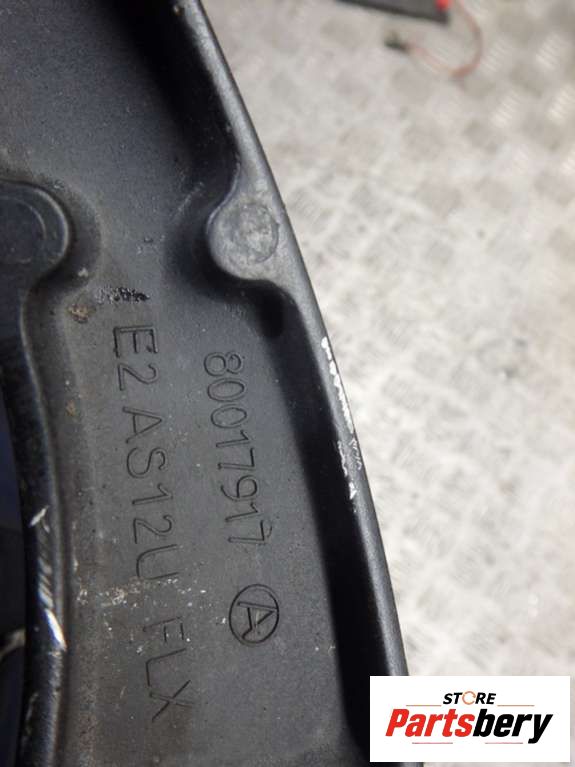 80017917 A
E2 AS12U FLX
STORE
Partsbery